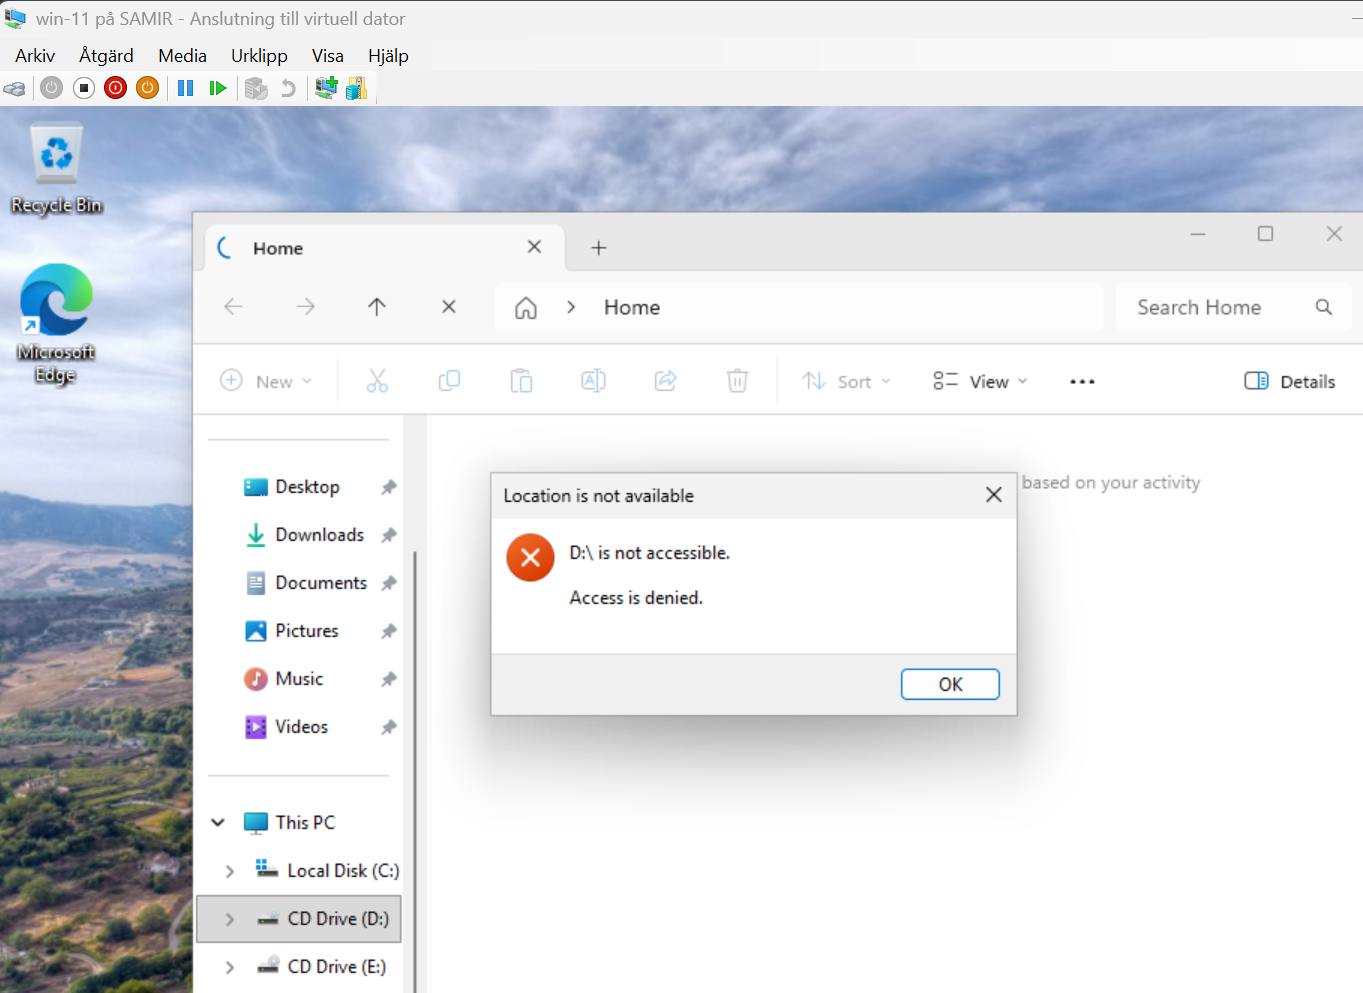 win-11 på SAMIR - Anslutning till virtuell dator
Arkiv Åtgärd Media Urklipp Visa Hjälp
Recycle Bin
Microsoft
Edge
Home
Home
Search Home
New
Sort
View
Details
Desktop
Downloads
Documents
Pictures
Music
Videos
This PC
Local Disk (C:)
CD Drive (D:)
CD Drive (E:)
based on your activity
Location is not available
D:\ is not accessible.
Access is denied.
OK